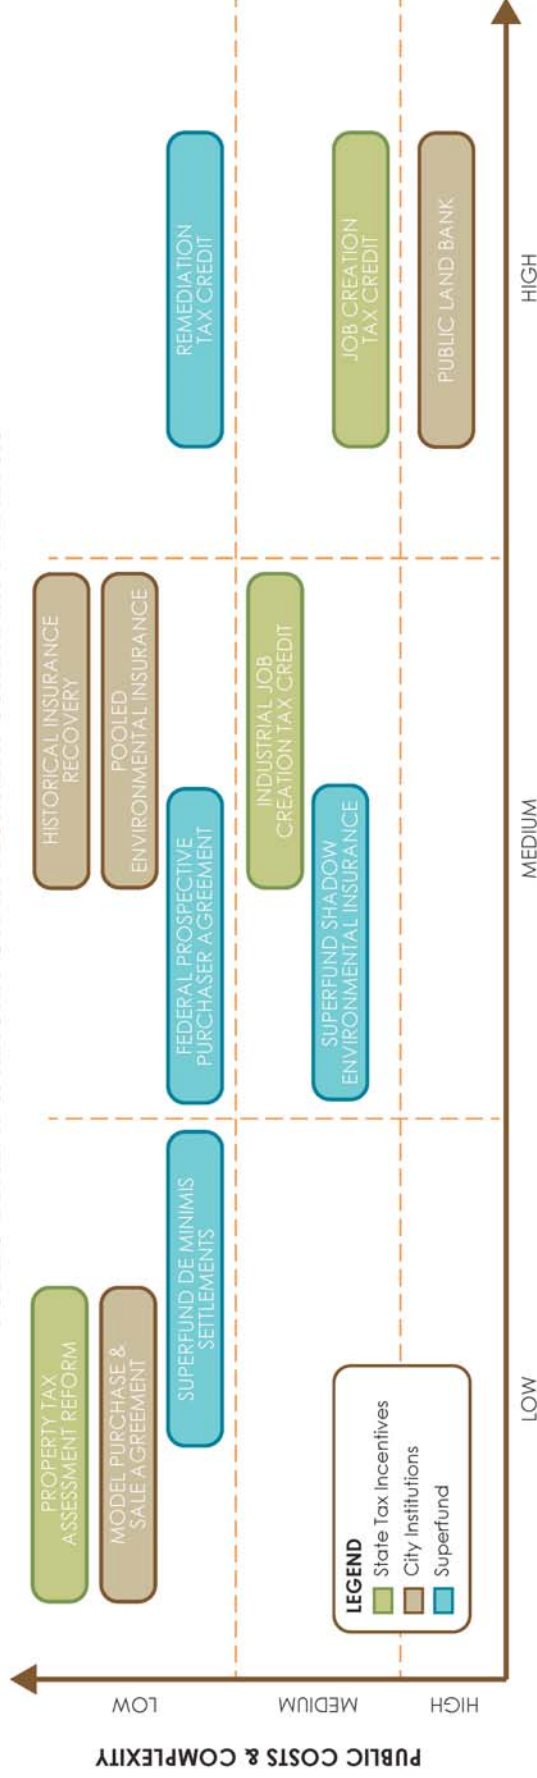 HISTORICAL INSURANCE
RECOVERY
PROPERTY TAX
ASSESSMENT REFORM
POOLED
ENVIRONMENTAL INSURANCE
MODEL PURCHASE &
SALE AGREEMENT
REMEDIATION
TAX CREDIT
FEDERAL PROSPECTIVE
PURCHASER AGREEMENT
SUPERFUND DE MINIMIS
SETTLEMENTS
INDUSTRIAL JOB
CREATION TAX CREDIT
SUPERFUND SHADOW
ENVIRONMENTAL INSURANCE
JOB CREATION
TAX CREDIT
PUBLIC LAND BANK
LEGEND
State Tax Incentives
City Institutions
Superfund
PUBLIC COSTS & COMPLEXITY
LOW
MEDIUM
HIGH
LOW
MEDIUM
HIGH